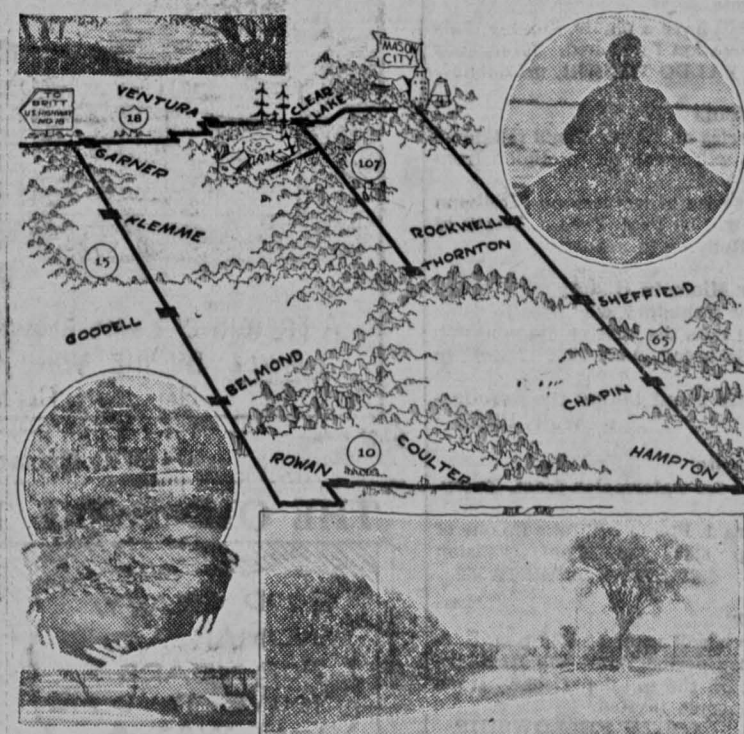 MASON
CITY
TO
BRITT
U.S. HIGHWAY
NO. 18
18
VENTURA
CLEAR
LAKE
GARNER
107
KLEMME
ROCKWELL
THORNTON
15
SHEFFIELD
GOODELL
65
BELMOND
CHAPIN
ROWAN
10
COULTER
HAMPTON